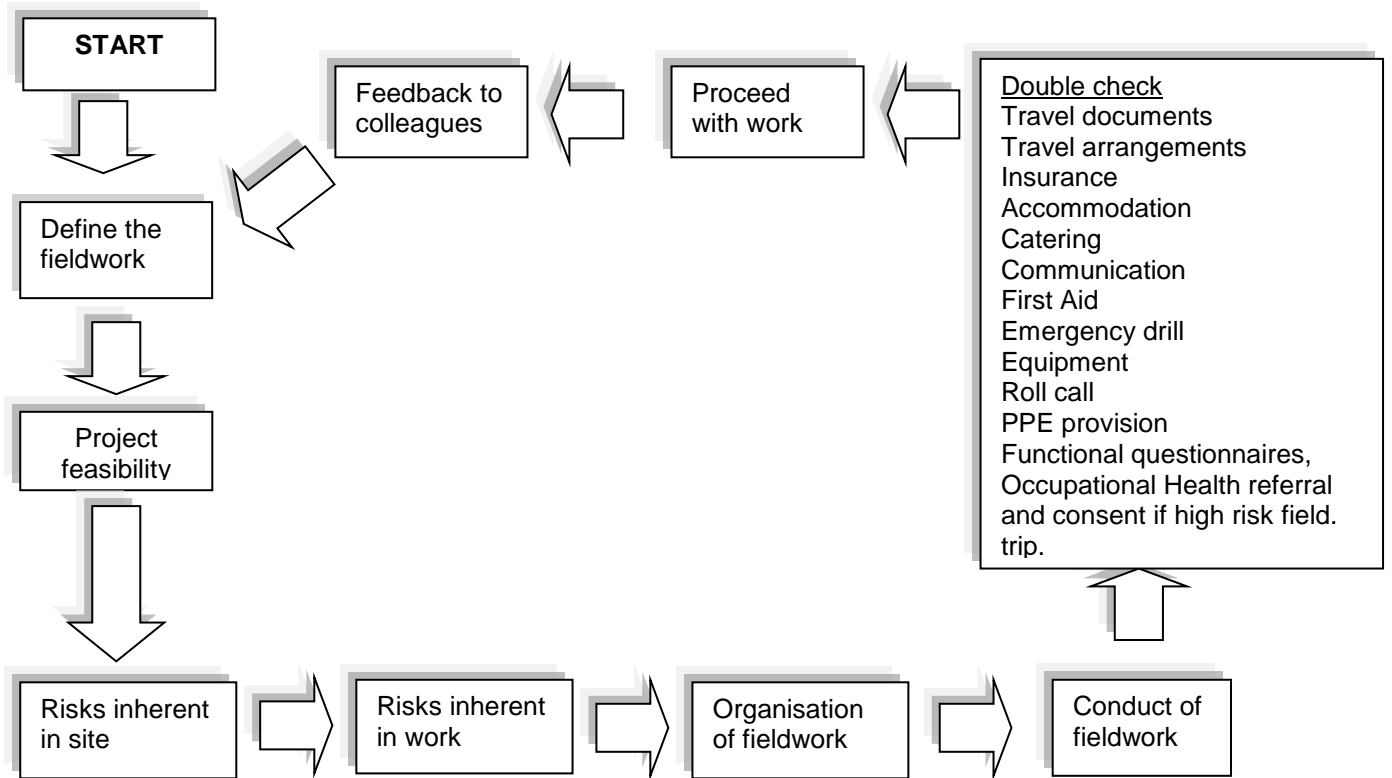 START
Define the
fieldwork
Project
feasibility
Risks inherent
in site
Risks inherent
in work
Organisation
of fieldwork
Conduct of
fieldwork
Double check
Travel documents
Travel arrangements
Insurance
Accommodation
Catering
Communication
First Aid
Emergency drill
Equipment
Roll call
PPE provision
Functional questionnaires,
Occupational Health referral
and consent if high risk field.
trip.
Proceed
with work
Feedback to
colleagues